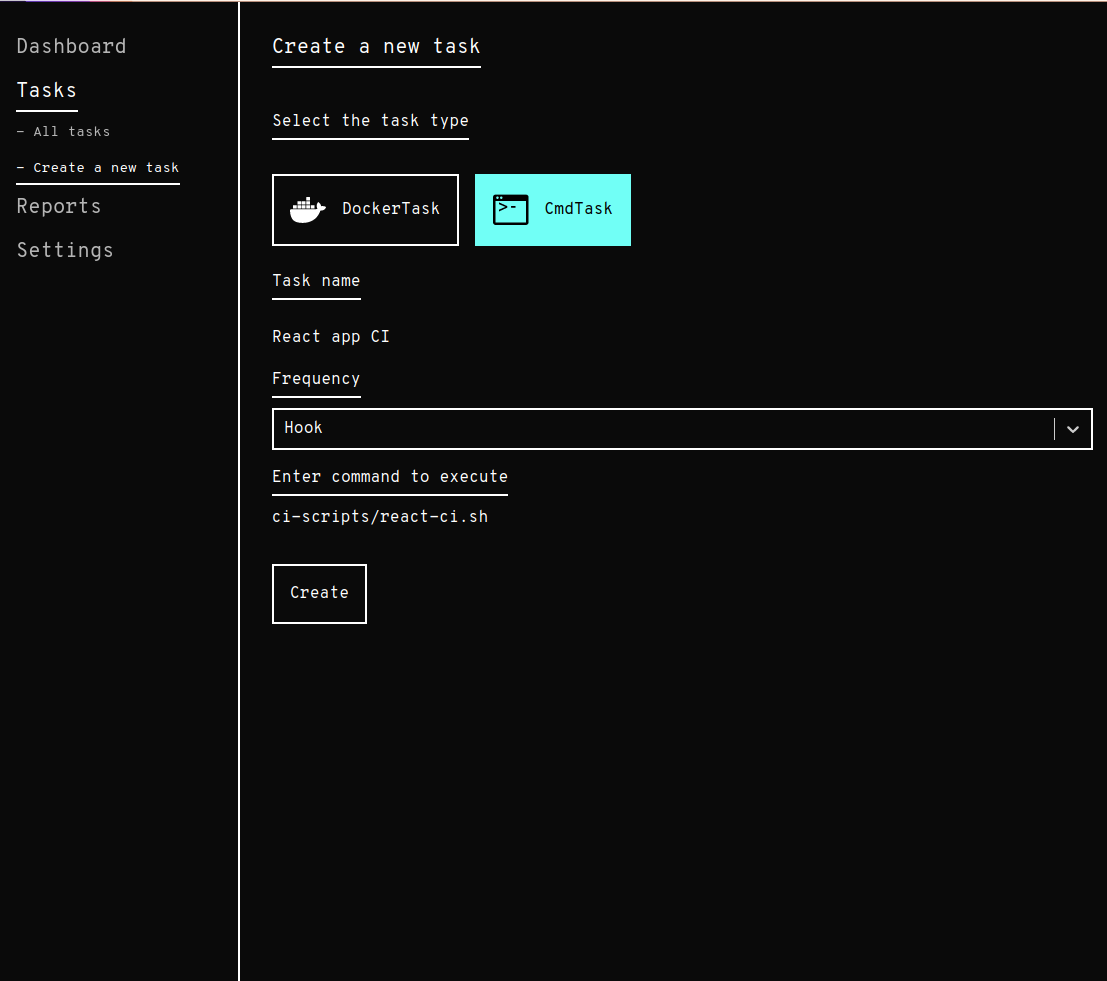 Dashboard
Tasks
- All tasks
- Create a new task
Reports
Settings
Create a new task
Select the task type
DockerTask
CmdTask
Task name
React app CI
Frequency
Hook
Enter command to execute
ci-scripts/react-ci.sh
Create